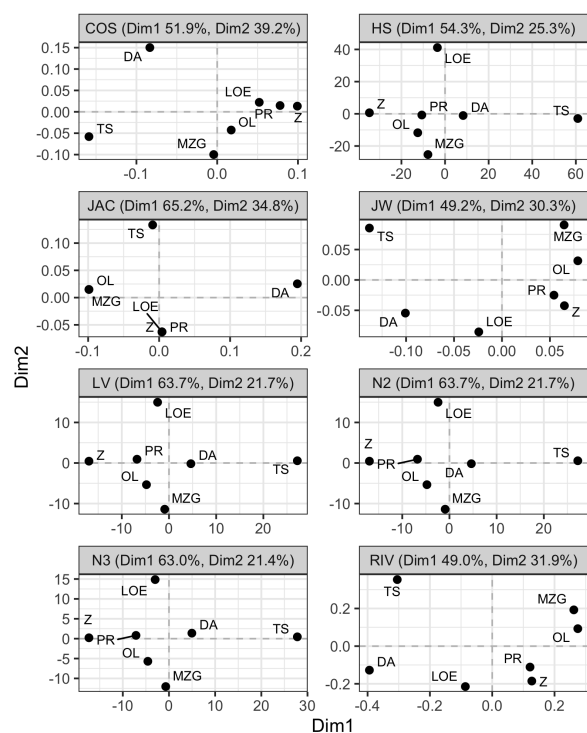 COS (Dim1 51.9%, Dim2 39.2%)
HS (Dim1 54.3%, Dim2 25.3%)
0.15
0.10
0.05
0.00
-0.05
-0.10
DA
LOE
PR
Z
OL
TS
MZG
-0.1
0.0
0.1
40
20
0
-20
LOE
Z
PR
DA
OL
TS
MZG
-20
0
20
40
60
JAC (Dim1 65.2%, Dim2 34.8%)
JW (Dim1 49.2%, Dim2 30.3%)
0.10
0.05
0.00
-0.05
TS
OL
MZG
DA
LOE
Z
PR
-0.1
0.0
0.1
0.2
0.05
0.00
-0.05
TS
MZG
OL
PR
Z
DA
LOE
-0.10
-0.05
0.00
0.05
Dim2
LV (Dim1 63.7%, Dim2 21.7%)
N2 (Dim1 63.7%, Dim2 21.7%)
10
0
-10
LOE
Z
PR
DA
TS
OL
MZG
-10
0
10
20
10
0
-10
LOE
Z
PR
DA
TS
OL
MZG
-10
0
10
20
N3 (Dim1 63.0%, Dim2 21.4%)
RIV (Dim1 49.0%, Dim2 31.9%)
15
10
5
0
-5
-10
LOE
Z
PR
DA
TS
OL
MZG
-10
0
10
20
30
0.2
0.0
-0.2
TS
MZG
OL
DA
PR
LOE
Z
-0.4
-0.2
0.0
0.2
Dim1